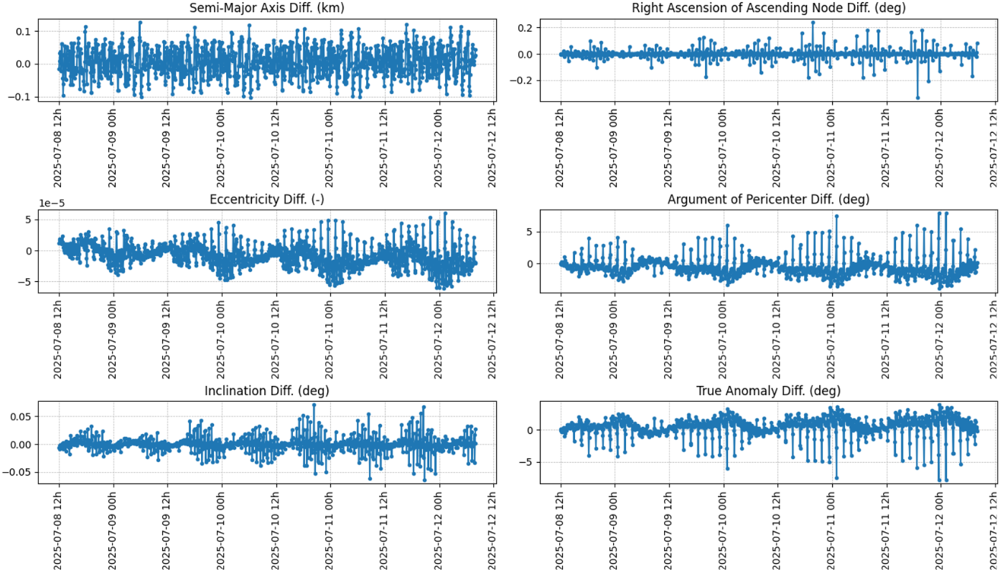 Semi-Major Axis Diff. (km)
0.1
0.0
−0.1
2025-07-08 12h
2025-07-09 00h
2025-07-09 12h
2025-07-10 00h
2025-07-10 12h
2025-07-11 00h
2025-07-11 12h
2025-07-12 00h
2025-07-12 12h
Right Ascension of Ascending Node Diff. (deg)
0.2
0.0
−0.2
2025-07-08 12h
2025-07-09 00h
2025-07-09 12h
2025-07-10 00h
2025-07-10 12h
2025-07-11 00h
2025-07-11 12h
2025-07-12 00h
2025-07-12 12h
Eccentricity Diff. (-)
1e−5
5
0
−5
2025-07-08 12h
2025-07-09 00h
2025-07-09 12h
2025-07-10 00h
2025-07-10 12h
2025-07-11 00h
2025-07-11 12h
2025-07-12 00h
2025-07-12 12h
Argument of Pericenter Diff. (deg)
5
0
2025-07-08 12h
2025-07-09 00h
2025-07-09 12h
2025-07-10 00h
2025-07-10 12h
2025-07-11 00h
2025-07-11 12h
2025-07-12 00h
2025-07-12 12h
Inclination Diff. (deg)
0.05
0.00
−0.05
2025-07-08 12h
2025-07-09 00h
2025-07-09 12h
2025-07-10 00h
2025-07-10 12h
2025-07-11 00h
2025-07-11 12h
2025-07-12 00h
2025-07-12 12h
True Anomaly Diff. (deg)
0
−5
2025-07-08 12h
2025-07-09 00h
2025-07-09 12h
2025-07-10 00h
2025-07-10 12h
2025-07-11 00h
2025-07-11 12h
2025-07-12 00h
2025-07-12 12h